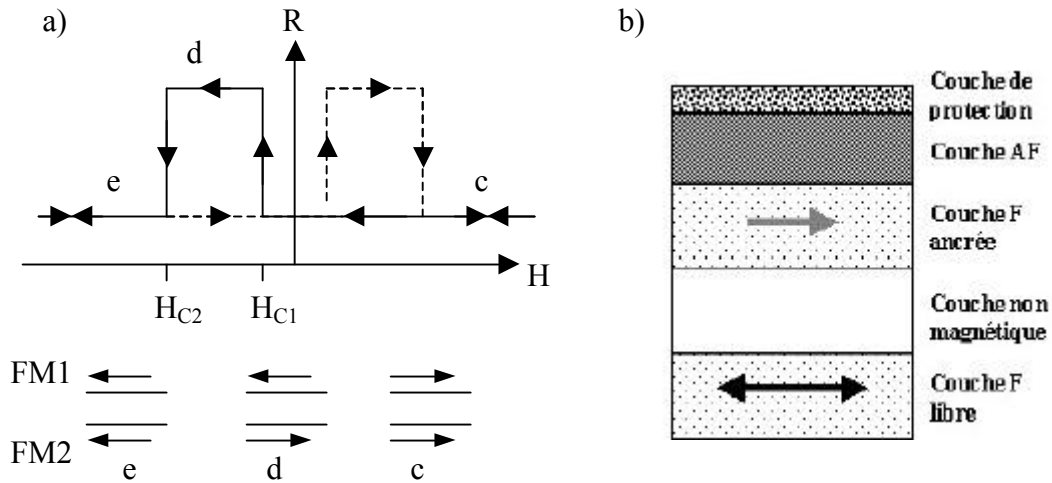 a)
R
d
e
c
H
H_C2
H_C1
FM1
FM2
e
d
c
b)
Couche de
protection
Couche AF
Couche F
ancrée
Couche non
magnétique
Couche F
libre